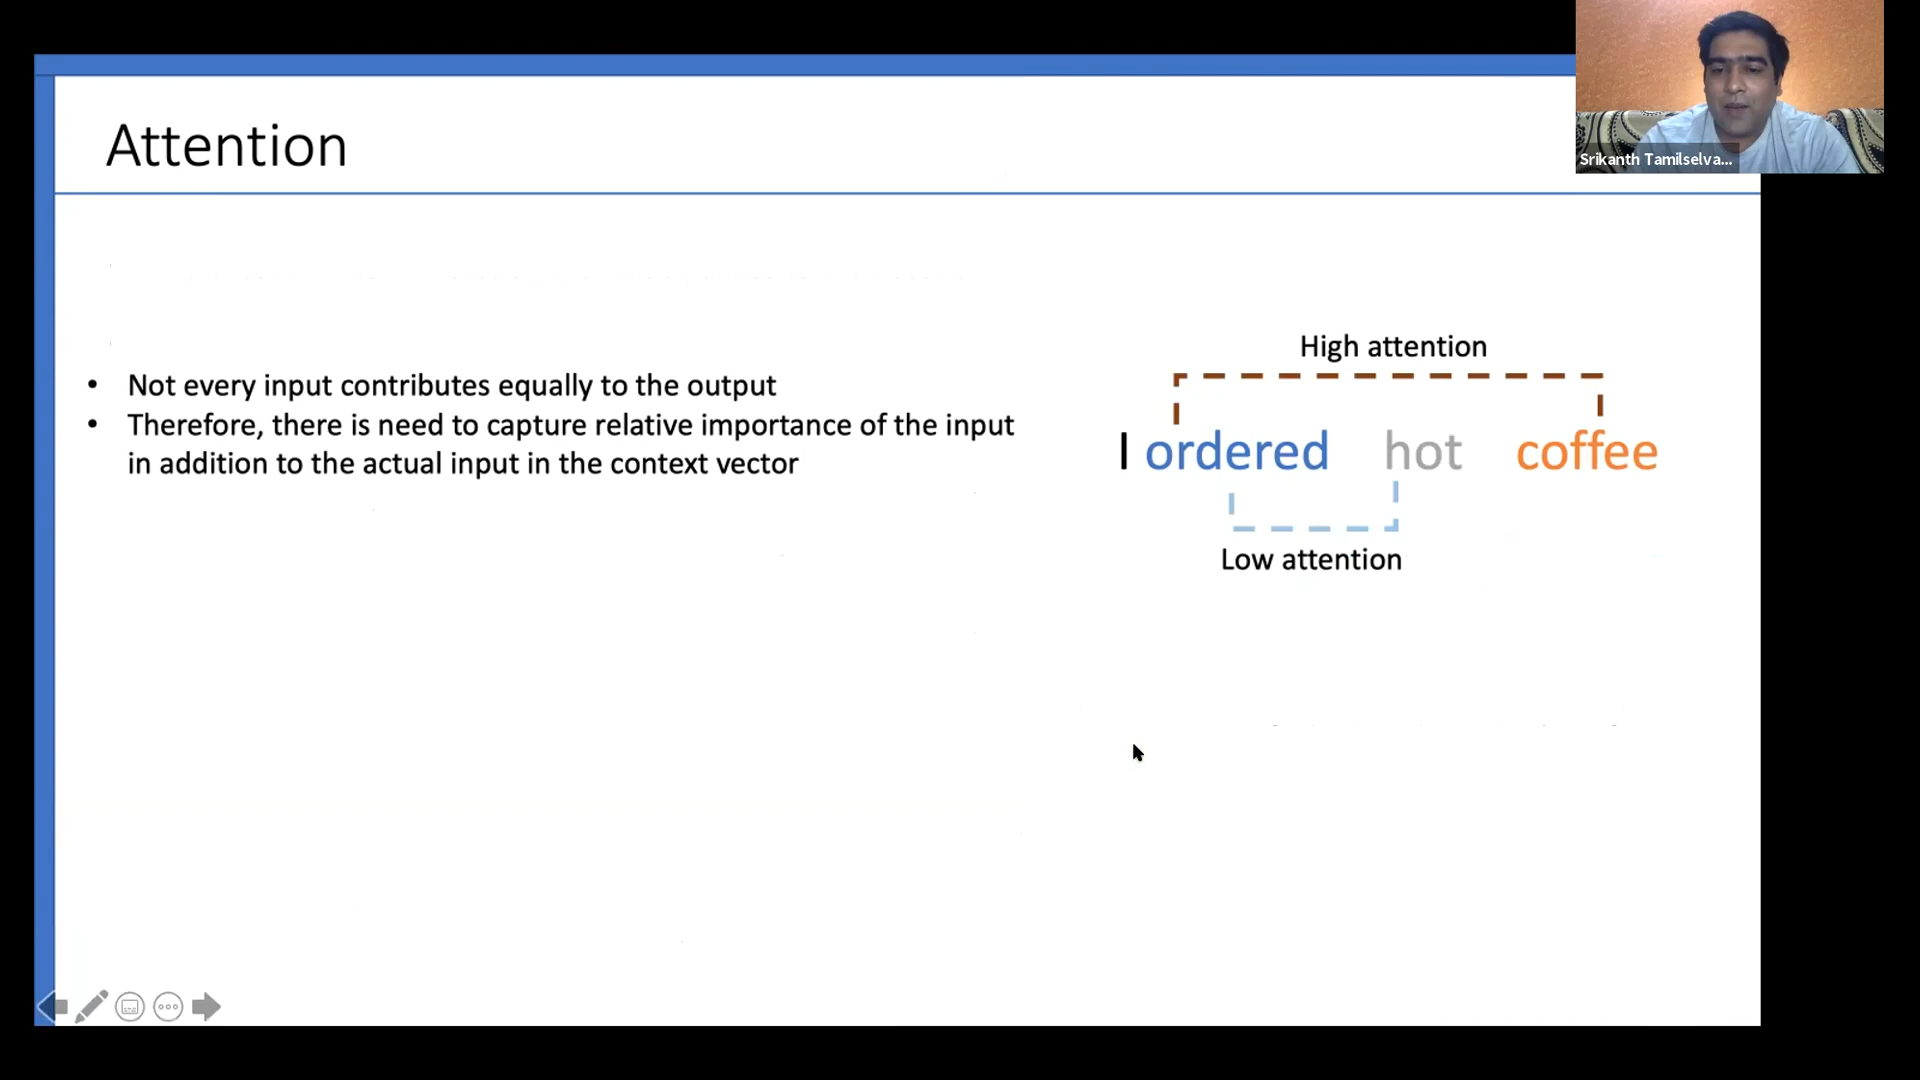 Srikanth Tamilselva...
Attention
• Not every input contributes equally to the output
• Therefore, there is need to capture relative importance of the input
in addition to the actual input in the context vector
High attention
I ordered hot coffee
Low attention